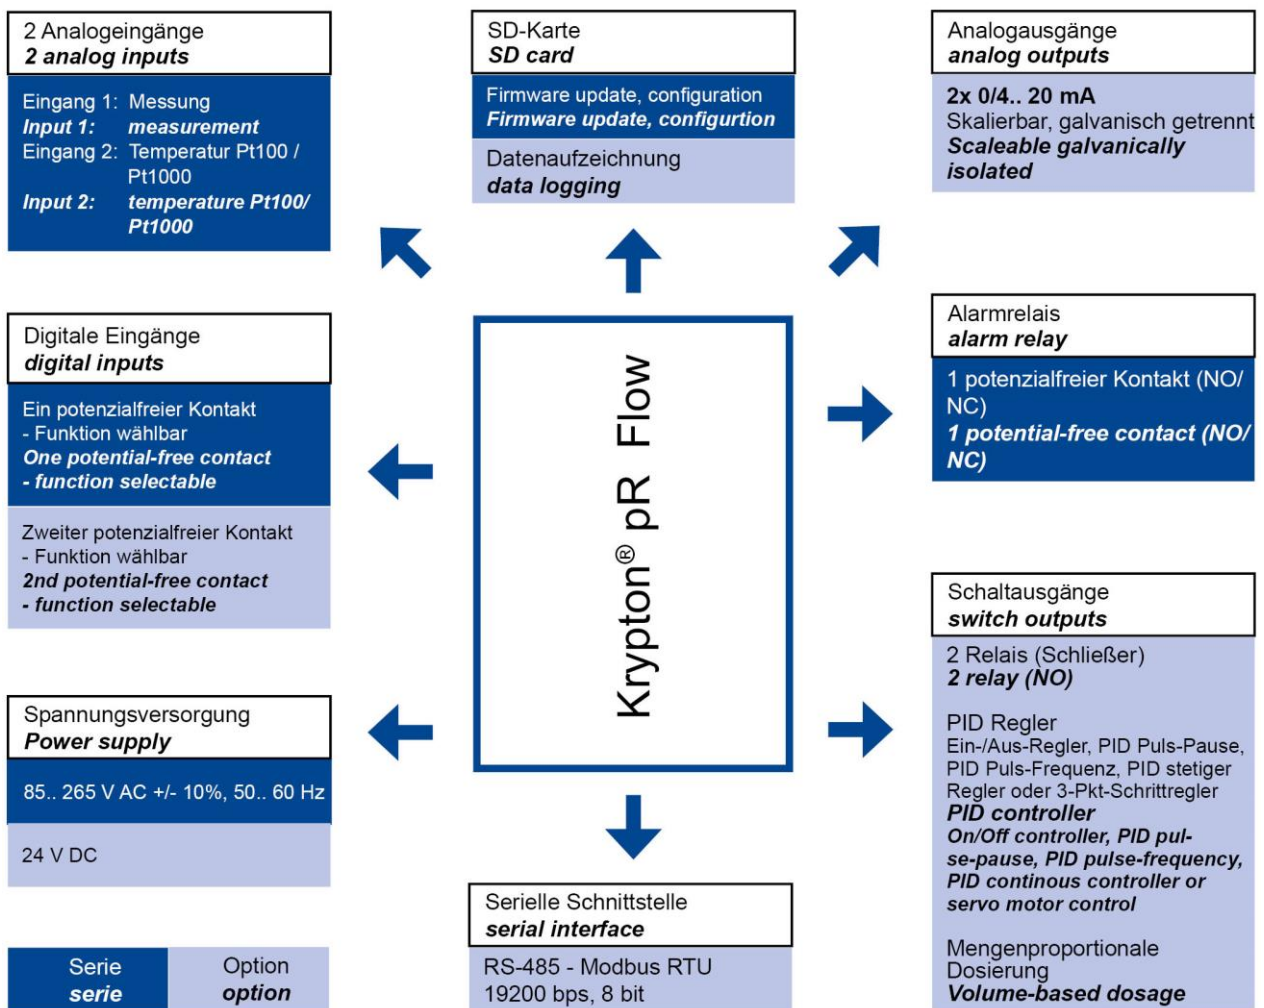 2 Analogeingänge
2 analog inputs
Eingang 1: Messung
Input 1: measurement
Eingang 2: Temperatur Pt100 /
Pt1000
Input 2: temperature Pt100/
Pt1000
SD-Karte
SD card
Firmware update, configuration
Firmware update, configurtion
Datenaufzeichnung
data logging
Analogausgänge
analog outputs
2x 0/4.. 20 mA
Skalierbar, galvanisch getrennt
Scaleable galvanically
isolated
Digitale Eingänge
digital inputs
Ein potenzialfreier Kontakt
- Funktion wählbar
One potential-free contact
- function selectable
Zweiter potenzialfreier Kontakt
- Funktion wählbar
2nd potential-free contact
- function selectable
Krypton® pR Flow
Alarmrelais
alarm relay
1 potenzialfreier Kontakt (NO/
NC)
1 potential-free contact (NO/
NC)
Spannungsversorgung
Power supply
85.. 265 V AC +/- 10%, 50.. 60 Hz
24 V DC
Schaltausgänge
switch outputs
2 Relais (Schließer)
2 relay (NO)
PID Regler
Ein-/Aus-Regler, PID Puls-Pause,
PID Puls-Frequenz, PID stetiger
Regler oder 3-Pkt-Schrittregler
PID controller
On/Off controller, PID pul-
se-pause, PID pulse-frequency,
PID continous controller or
servo motor control
Mengenproportionale
Dosierung
Volume-based dosage
Serielle Schnittstelle
serial interface
RS-485 - Modbus RTU
19200 bps, 8 bit
Serie
serie
Option
option